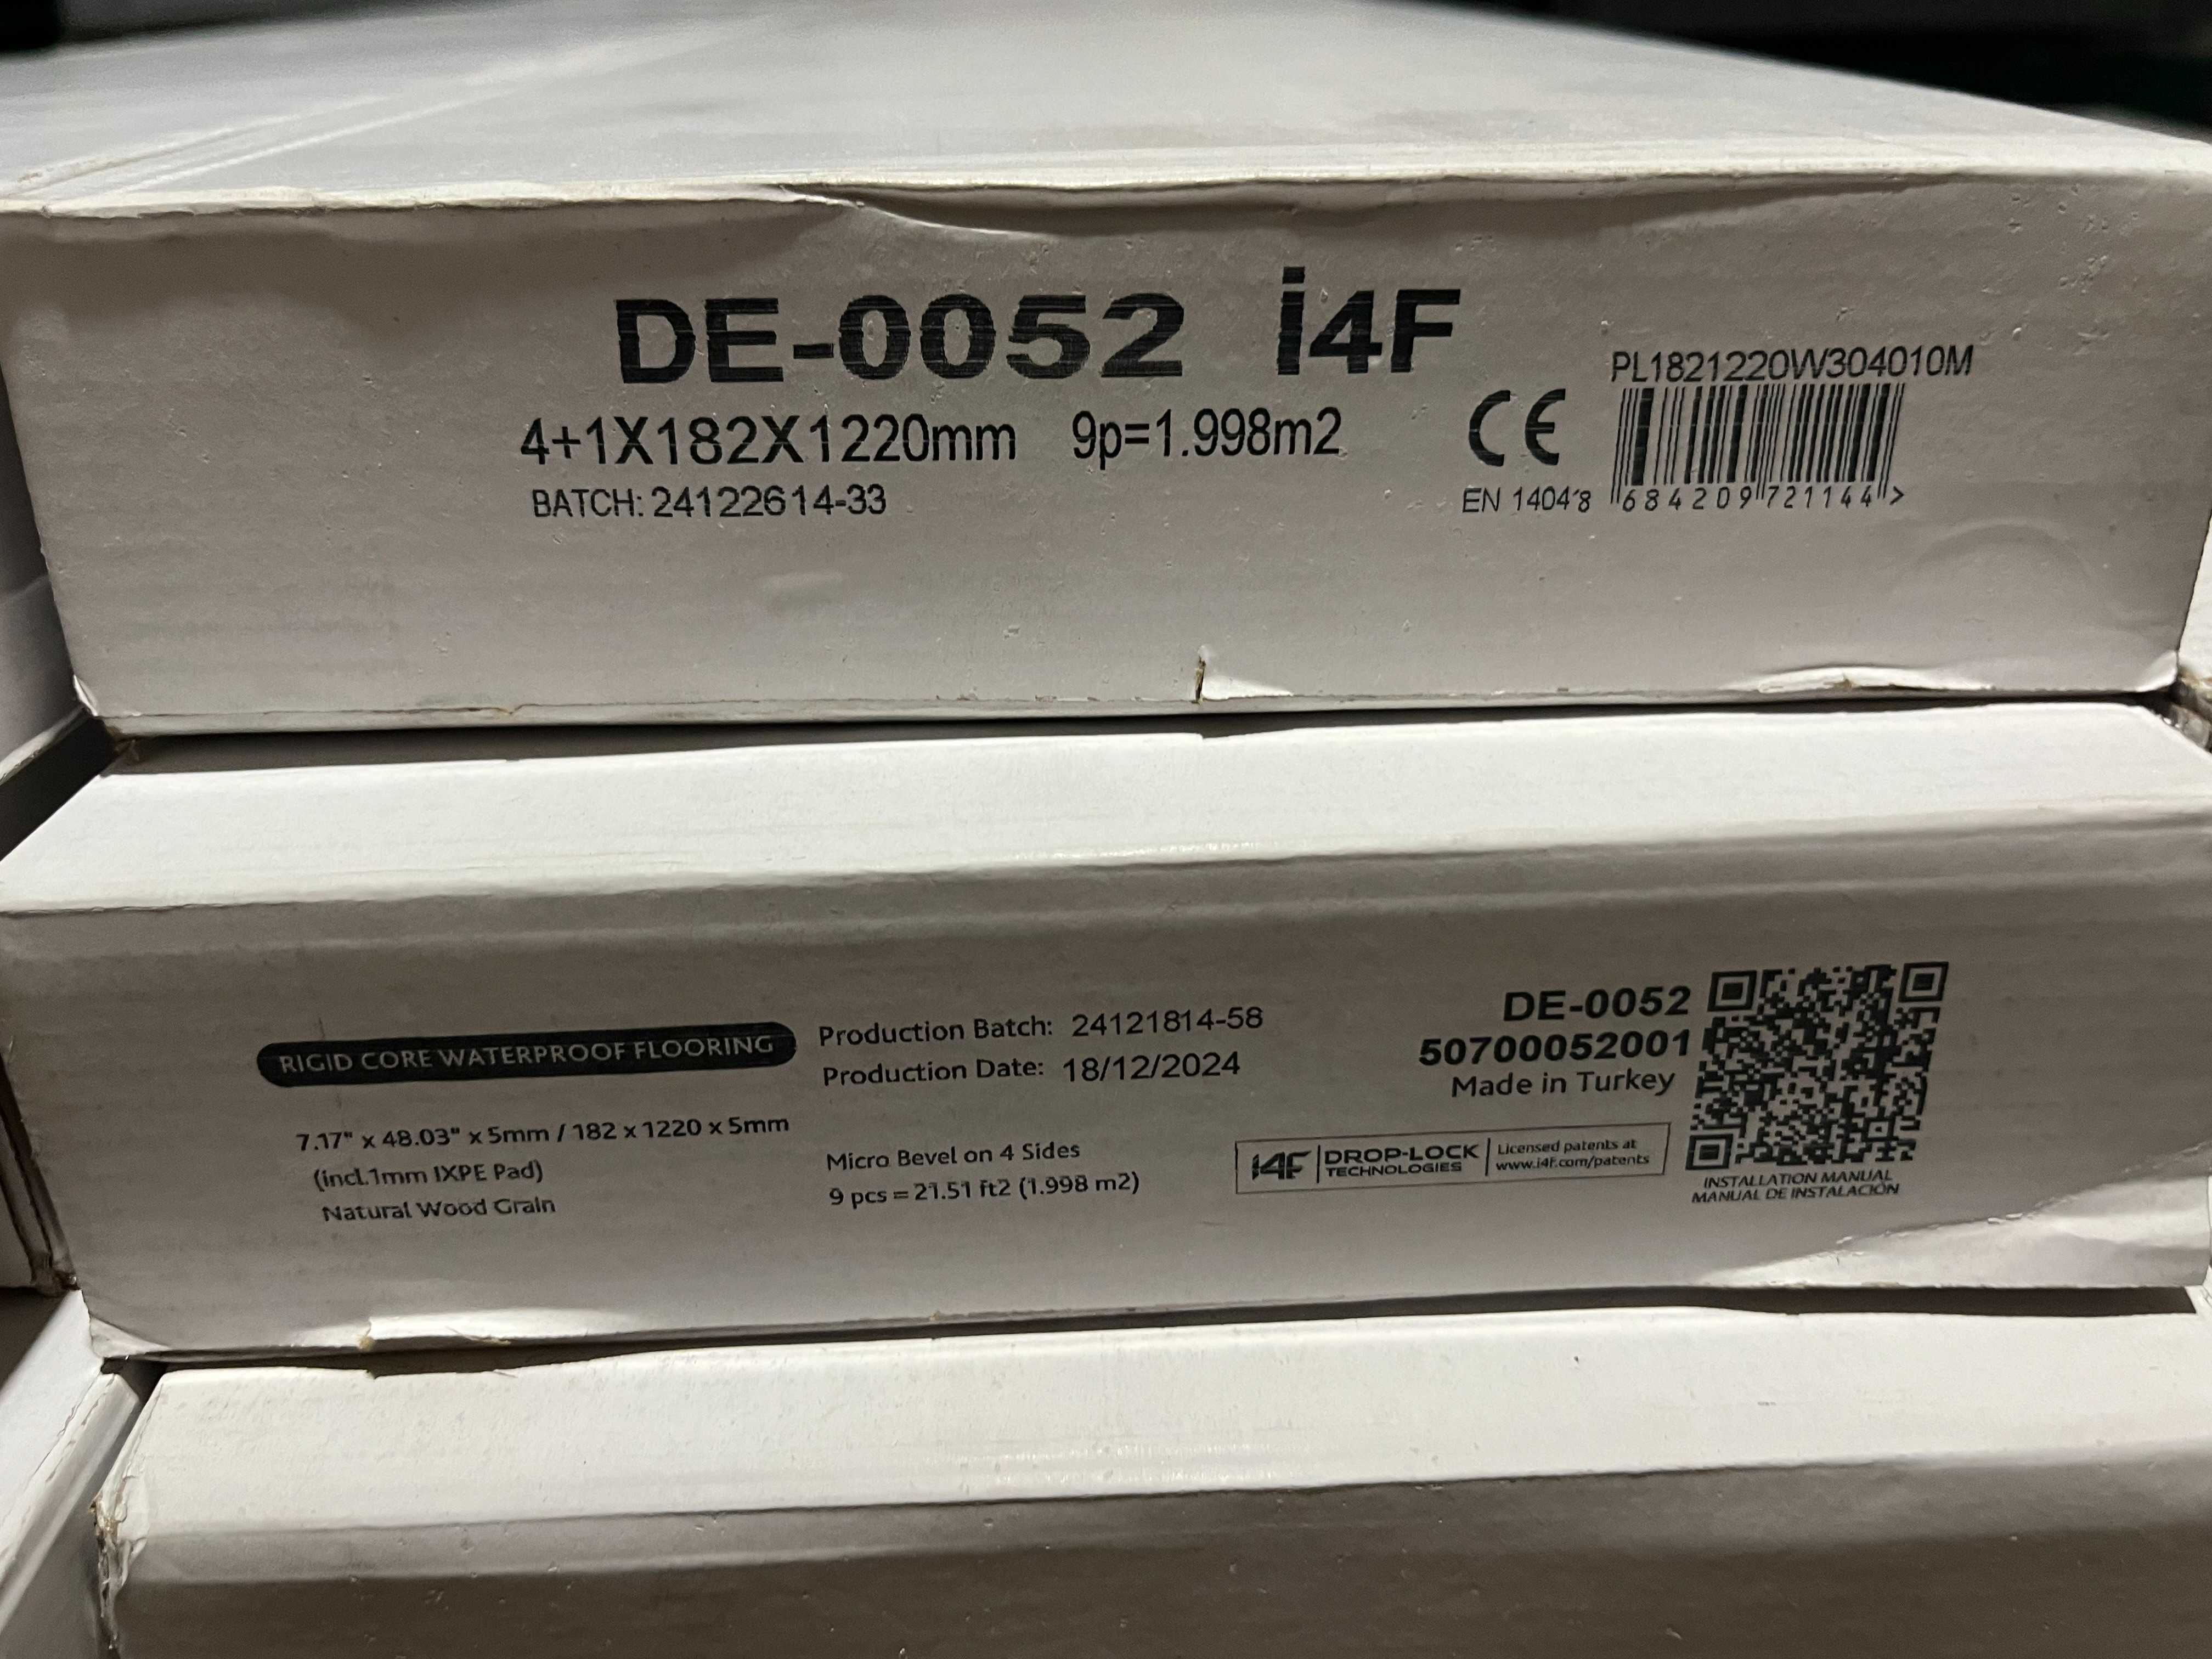 DE-0052 i4F
4+1X182X1220mm 9p=1.998m2
BATCH: 24122614-33
CE
EN 14048
PL1821220W304010M
684209 721144 >
RIGID CORE WATERPROOF FLOORING
7.17" x 48.03" x 5mm / 182 x 1220 x 5mm
(incl.1mm IXPE Pad)
Natural Wood Grain
Production Batch: 24121814-58
Production Date: 18/12/2024
Micro Bevel on 4 Sides
9 pcs = 21.51 ft2 (1.998 m2)
DE-0052
50700052001
Made in Turkey
i4F DROP-LOCK
TECHNOLOGIES
Licensed patents at
www.i4F.com/patents
INSTALLATION MANUAL
MANUAL DE INSTALACIÓN